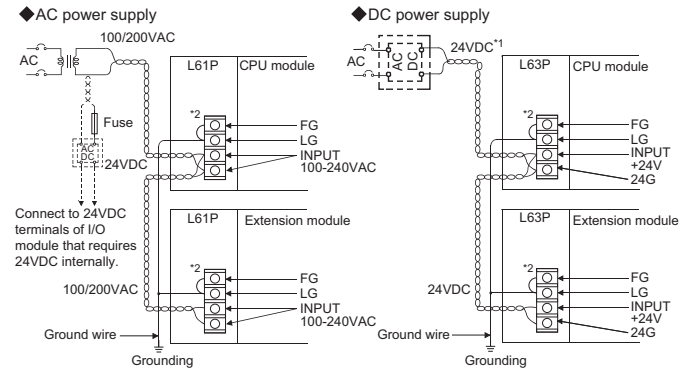 ◆AC power supply
100/200VAC
AC
Fuse
AC
DC
24VDC
Connect to 24VDC
terminals of I/O
module that requires
24VDC internally.
L61P
CPU module
*2
FG
LG
INPUT
100-240VAC
L61P
Extension module
*2
100/200VAC
FG
LG
INPUT
100-240VAC
Ground wire
Grounding
◆DC power supply
24VDC*1
AC
AC
DC
L63P
CPU module
*2
FG
LG
INPUT
+24V
24G
L63P
Extension module
*2
24VDC
FG
LG
INPUT
+24V
24G
Ground wire
Grounding